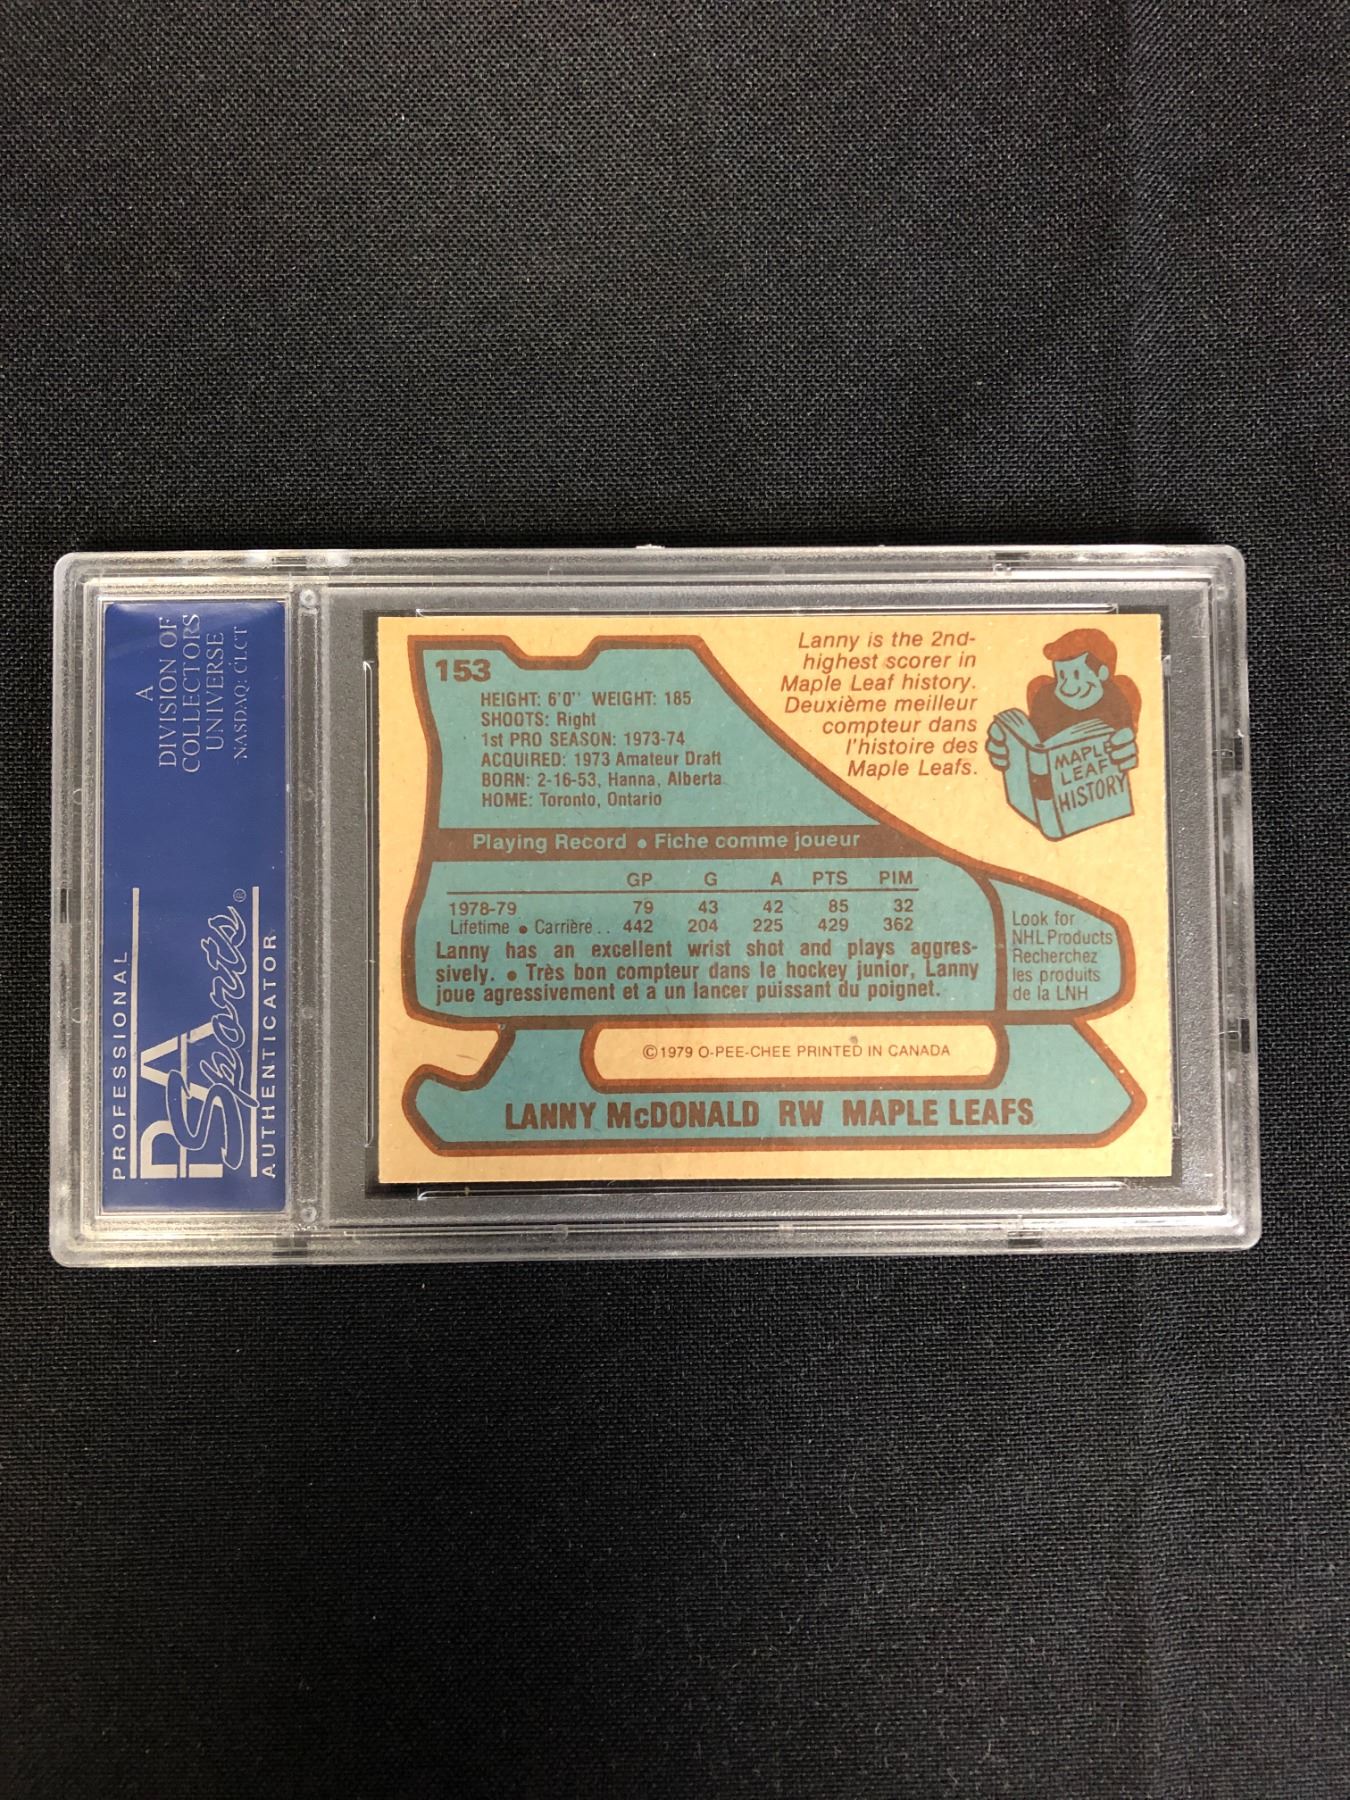 A
DIVISION OF
COLLECTORS
UNIVERSE
NASDAQ: CLCT
PROFESSIONAL
PSA
Sports®
AUTHENTICATOR
153
HEIGHT: 6'0" WEIGHT: 185
SHOOTS: Right
1st PRO SEASON: 1973-74
ACQUIRED: 1973 Amateur Draft
BORN: 2-16-53, Hanna, Alberta
HOME: Toronto, Ontario
Lanny is the 2nd-
highest scorer in
Maple Leaf history.
Deuxième meilleur
compteur dans
l'histoire des
Maple Leafs.
MAPLE
LEAF
HISTORY
Playing Record • Fiche comme joueur
GP G A PTS PIM
1978-79 79 43 42 85 32
Lifetime • Carrière . . 442 204 225 429 362
Lanny has an excellent wrist shot and plays aggres-
sively. • Très bon compteur dans le hockey junior, Lanny
joue agressivement et a un lancer puissant du poignet.
Look for
NHL Products
Recherchez
les produits
de la LNH
©1979 O-PEE-CHEE PRINTED IN CANADA
LANNY McDONALD RW MAPLE LEAFS